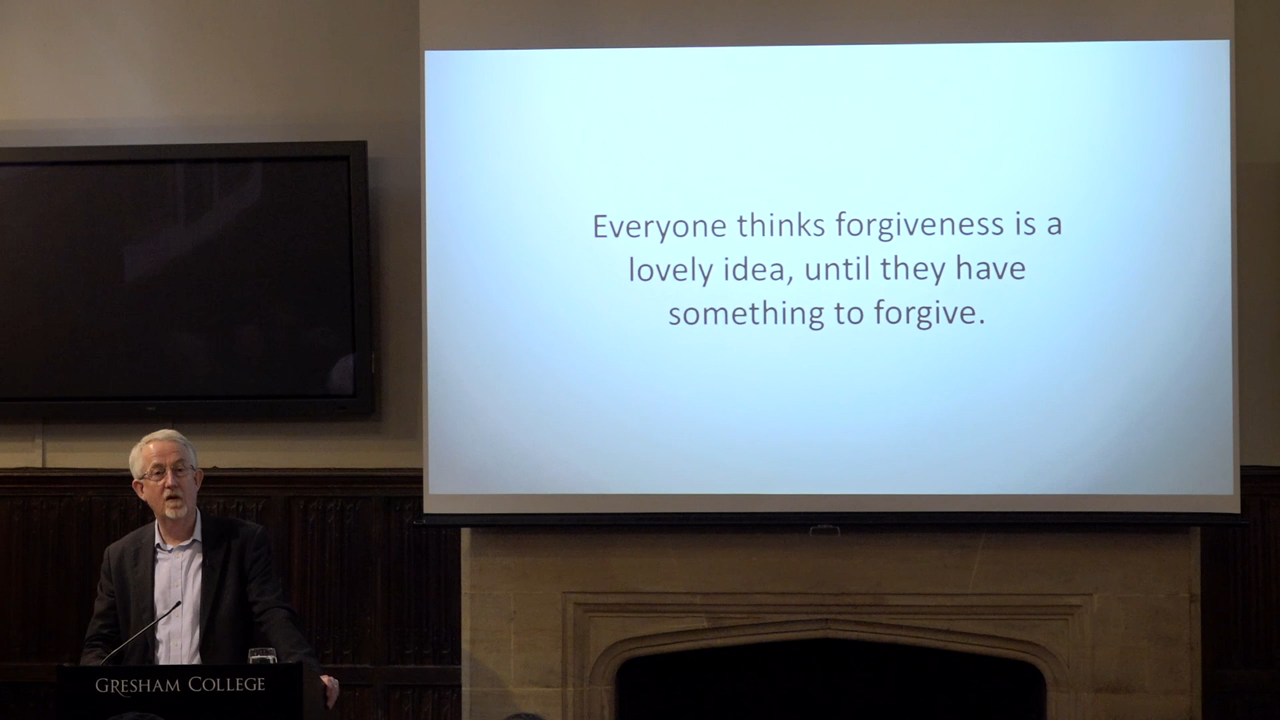 Everyone thinks forgiveness is a
lovely idea, until they have
something to forgive.
GRESHAM COLLEGE